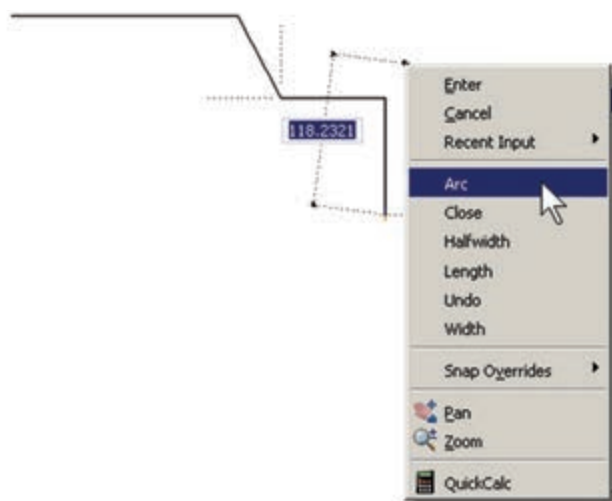 118.2321
Enter
Cancel
Recent Input
Arc
Close
Halfwidth
Length
Undo
Width
Snap Overrides
Pan
Zoom
QuickCalc